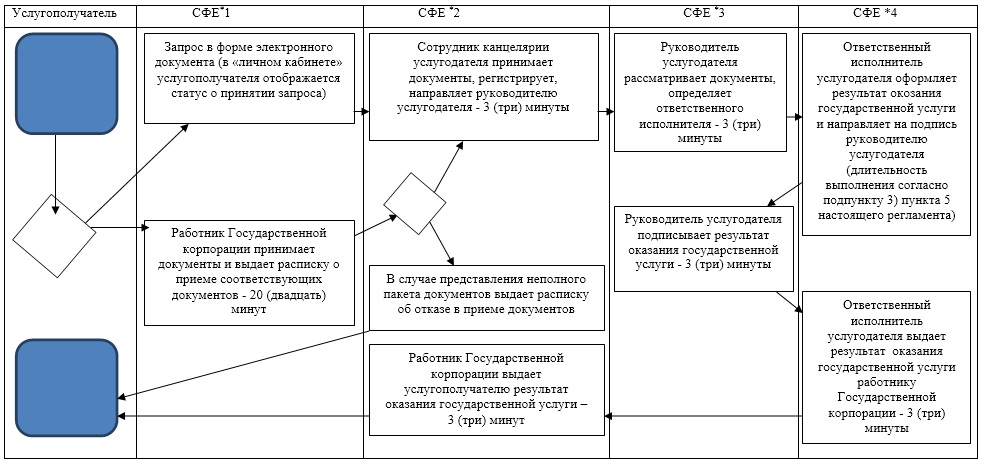 Услугополучатель
СФЕ*1
СФЕ *2
СФЕ *3
СФЕ *4
Запрос в форме электронного
документа (в «личном кабинете»
услугополучателя отображается
статус о принятии запроса)
Работник Государственной
корпорации принимает
документы и выдает расписку о
приеме соответствующих
документов - 20 (двадцать)
минут
Сотрудник канцелярии
услугодателя принимает
документы, регистрирует,
направляет руководителю
услугодателя - 3 (три) минуты
В случае представления неполного
пакета документов выдает расписку
об отказе в приеме документов
Работник Государственной
корпорации выдает
услугополучателю результат
оказания государственной услуги –
3 (три) минут
Руководитель
услугодателя
рассматривает документы,
определяет
ответственного
исполнителя - 3 (три)
минуты
Руководитель услугодателя
подписывает результат
оказания государственной
услуги - 3 (три) минуты
Ответственный
исполнитель
услугодателя оформляет
результат окозания
государственной услуги
и направляет на подпись
руководителю
услугодателя
(длительность
выполнения согласно
подпункту 3) пункта 5
настоящего регламента)
Ответственный
исполнитель
услугодателя выдает
результат оказания
государственной услуги
работнику
Государственной
корпорации - 3 (три)
минуты